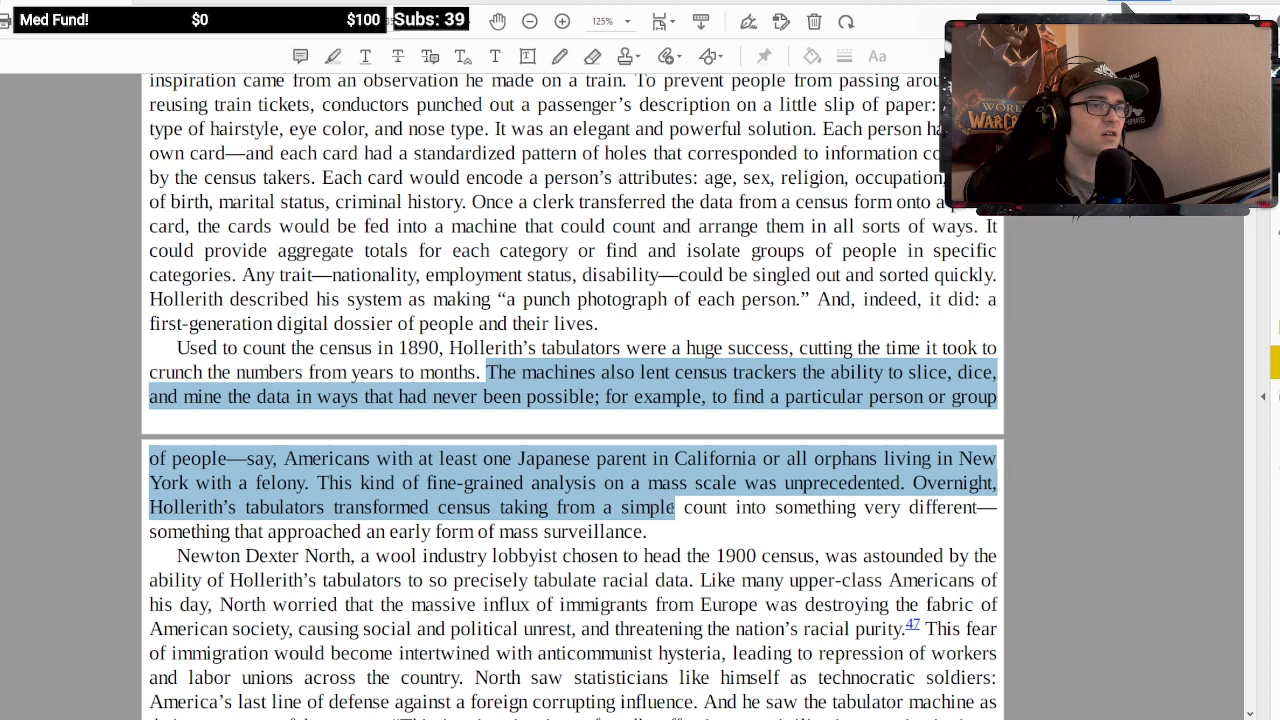 Med Fund! $0 $100 Subs: 39
125%
Aa
inspiration came from an observation he made on a train. To prevent people from passing
reusing train tickets, conductors punched out a passenger’s description on a little slip of paper:
type of hairstyle, eye color, and nose type. It was an elegant and powerful solution. Each person
own card—and each card had a standardized pattern of holes that corresponded to information
by the census takers. Each card would encode a person’s attributes: age, sex, religion, occupation,
of birth, marital status, criminal history. Once a clerk transferred the data from a census form onto a
card, the cards would be fed into a machine that could count and arrange them in all sorts of ways. It
could provide aggregate totals for each category or find and isolate groups of people in specific
categories. Any trait—nationality, employment status, disability—could be singled out and sorted quickly.
Hollerith described his system as making “a punch photograph of each person.” And, indeed, it did: a
first-generation digital dossier of people and their lives.
Used to count the census in 1890, Hollerith’s tabulators were a huge success, cutting the time it took to
crunch the numbers from years to months. The machines also lent census trackers the ability to slice, dice,
and mine the data in ways that had never been possible; for example, to find a particular person or group
of people—say, Americans with at least one Japanese parent in California or all orphans living in New
York with a felony. This kind of fine-grained analysis on a mass scale was unprecedented. Overnight,
Hollerith’s tabulators transformed census taking from a simple count into something very different—
something that approached an early form of mass surveillance.
Newton Dexter North, a wool industry lobbyist chosen to head the 1900 census, was astounded by the
ability of Hollerith’s tabulators to so precisely tabulate racial data. Like many upper-class Americans of
his day, North worried that the massive influx of immigrants from Europe was destroying the fabric of
American society, causing social and political unrest, and threatening the nation’s racial purity.47 This fear
of immigration would become intertwined with anticommunist hysteria, leading to repression of workers
and labor unions across the country. North saw statisticians like himself as technocratic soldiers:
America’s last line of defense against a foreign corrupting influence. And he saw the tabulator machine as